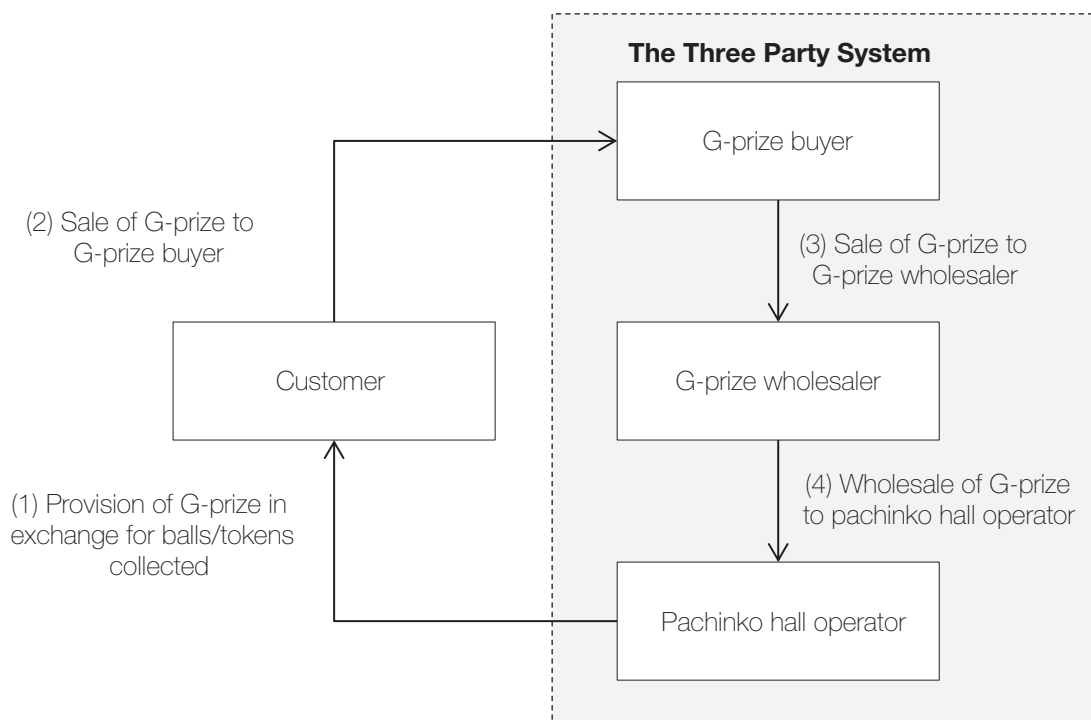 The Three Party System
G-prize buyer
(2) Sale of G-prize to
G-prize buyer
(3) Sale of G-prize to
G-prize wholesaler
Customer
G-prize wholesaler
(1) Provision of G-prize in
exchange for balls/tokens
collected
(4) Wholesale of G-prize
to pachinko hall operator
Pachinko hall operator